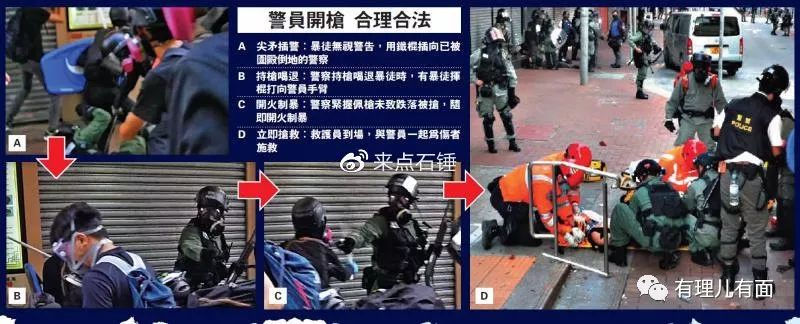 警員開槍 合理合法
A 尖矛插警：暴徒無視警告，用鐵棍插向已被
圍毆倒地的警察
B 持槍喝退：警察持槍喝退暴徒時，有暴徒揮
棍打向警員手臂
C 開火制暴：警察緊握佩槍未致跌落被搶，隨
即開火制暴
D 立即搶救：救護員到場，與警員一起為傷者
施救
来点石锤
A
B
C
D
警察
有理儿有面